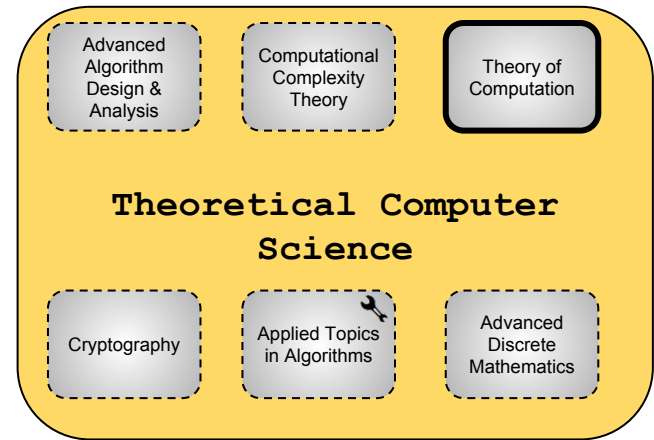 Advanced
Algorithm
Design &
Analysis
Computational
Complexity
Theory
Theory of
Computation
Theoretical Computer
Science
Cryptography
Applied Topics
in Algorithms
Advanced
Discrete
Mathematics